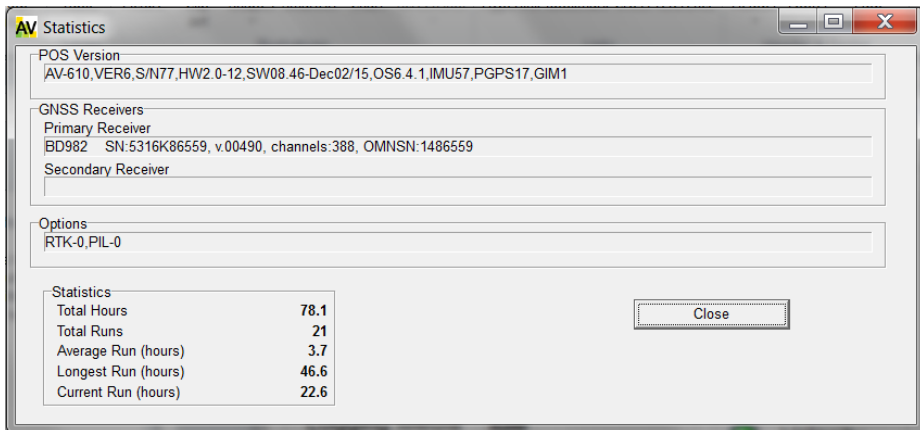 AV Statistics
POS Version
AV-610,VER6,S/N77,HW2.0-12,SW08.46-Dec02/15,OS6.4.1,IMU57,PGPS17,GIM1
GNSS Receivers
Primary Receiver
BD982 SN:5316K86559, v.00490, channels:388, OMNSN:1486559
Secondary Receiver
Options
RTK-0,PIL-0
Statistics
Total Hours 78.1
Total Runs 21
Average Run (hours) 3.7
Longest Run (hours) 46.6
Current Run (hours) 22.6
Close